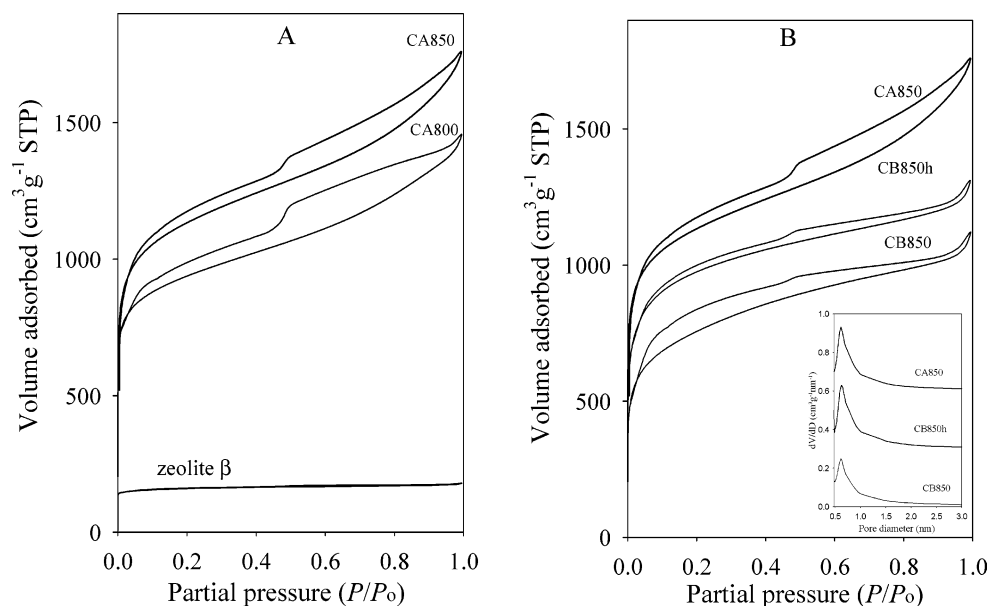 A
CA850
CA800
zeolite β
1500
1000
500
0
0.0 0.2 0.4 0.6 0.8 1.0
Volume adsorbed (cm³g⁻¹ STP)
Partial pressure (P/Po)
B
CA850
CB850h
CB850
1500
1000
500
0
0.0 0.2 0.4 0.6 0.8 1.0
Volume adsorbed (cm³g⁻¹ STP)
Partial pressure (P/Po)
1.0
0.8
0.6
0.4
0.2
0.0
CA850
CB850h
CB850
0.5 1.0 1.5 2.0 2.5 3.0
dV/dD (cm³g⁻¹nm⁻¹)
Pore diameter (nm)